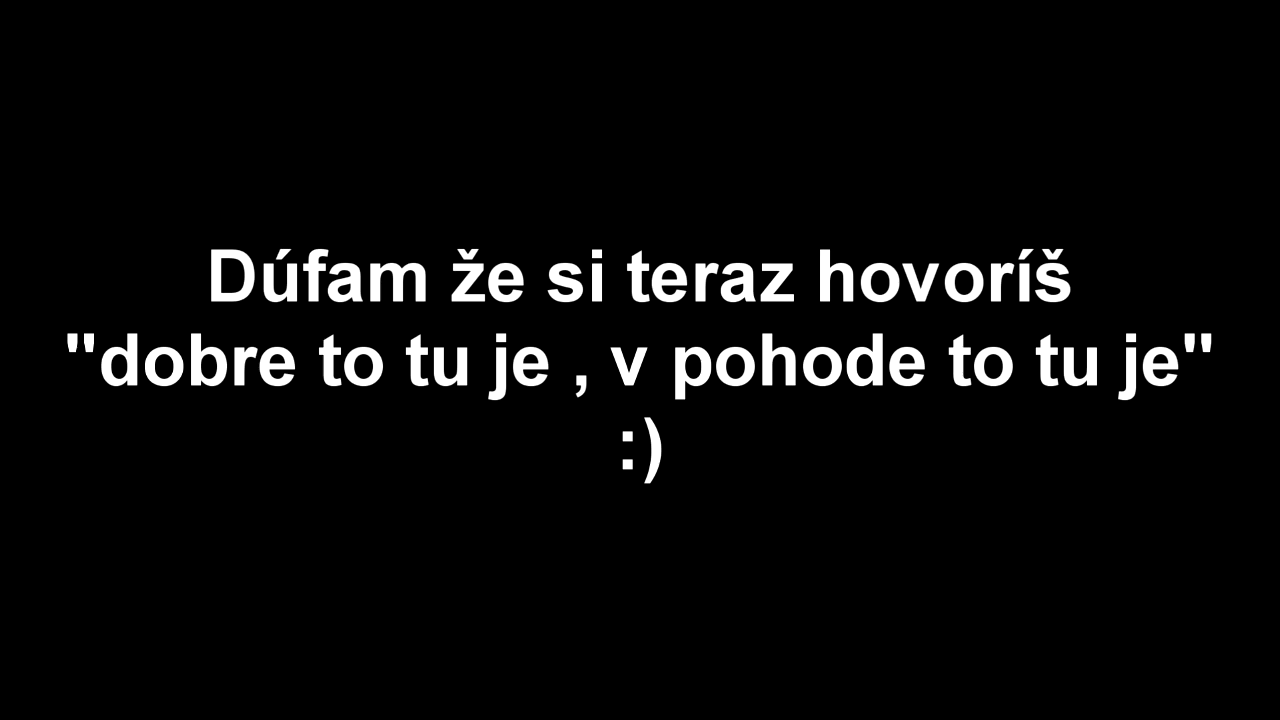 Dúfam že si teraz hovoríš
"dobre to tu je , v pohode to tu je"
:)